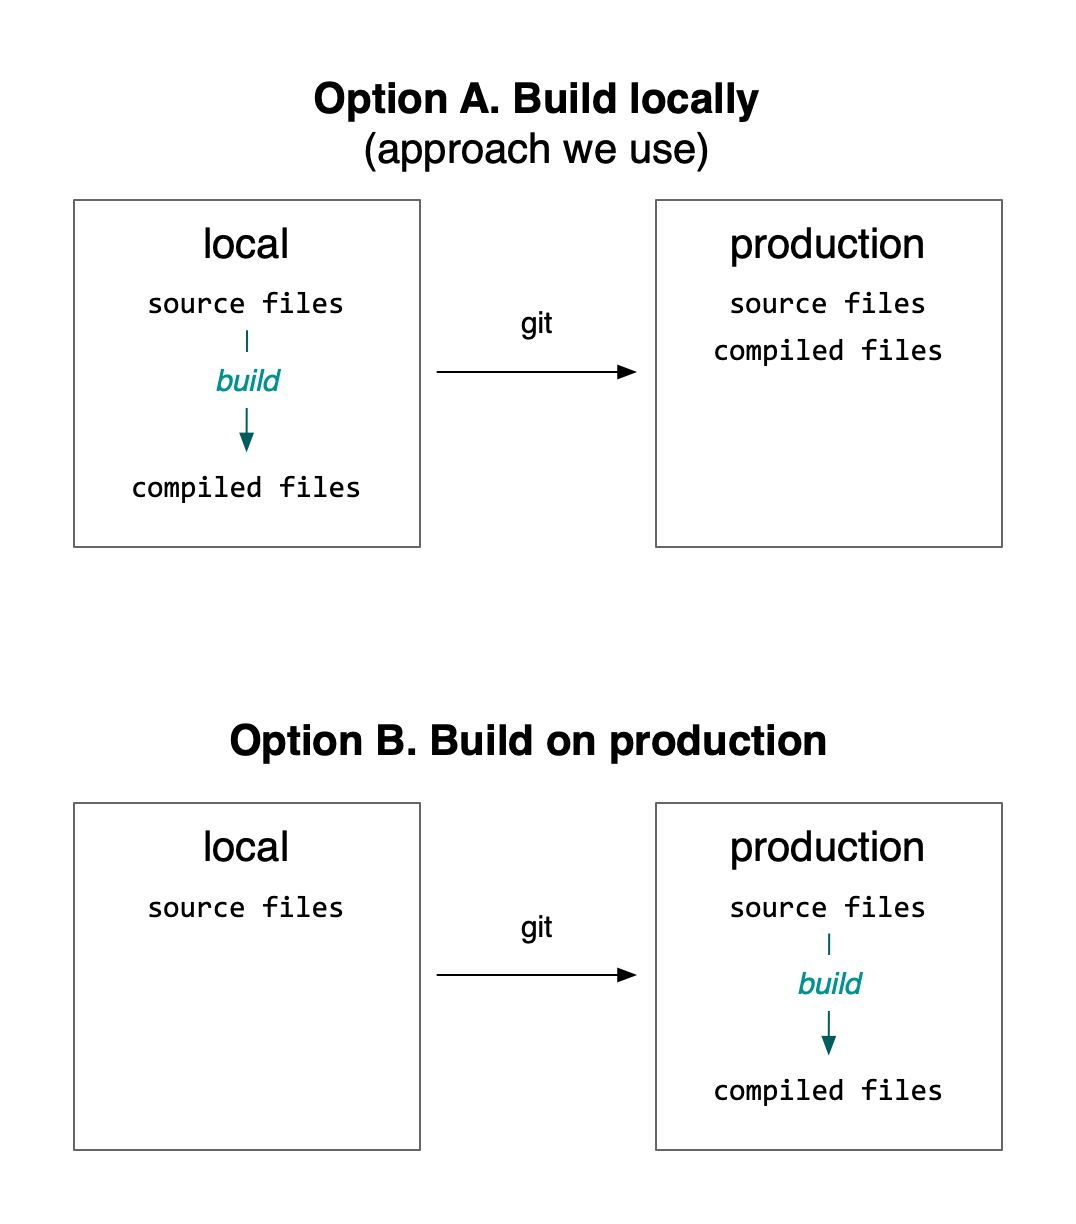 Option A. Build locally
(approach we use)
local
source files
build
compiled files
git
production
source files
compiled files
Option B. Build on production
local
source files
git
production
source files
build
compiled files